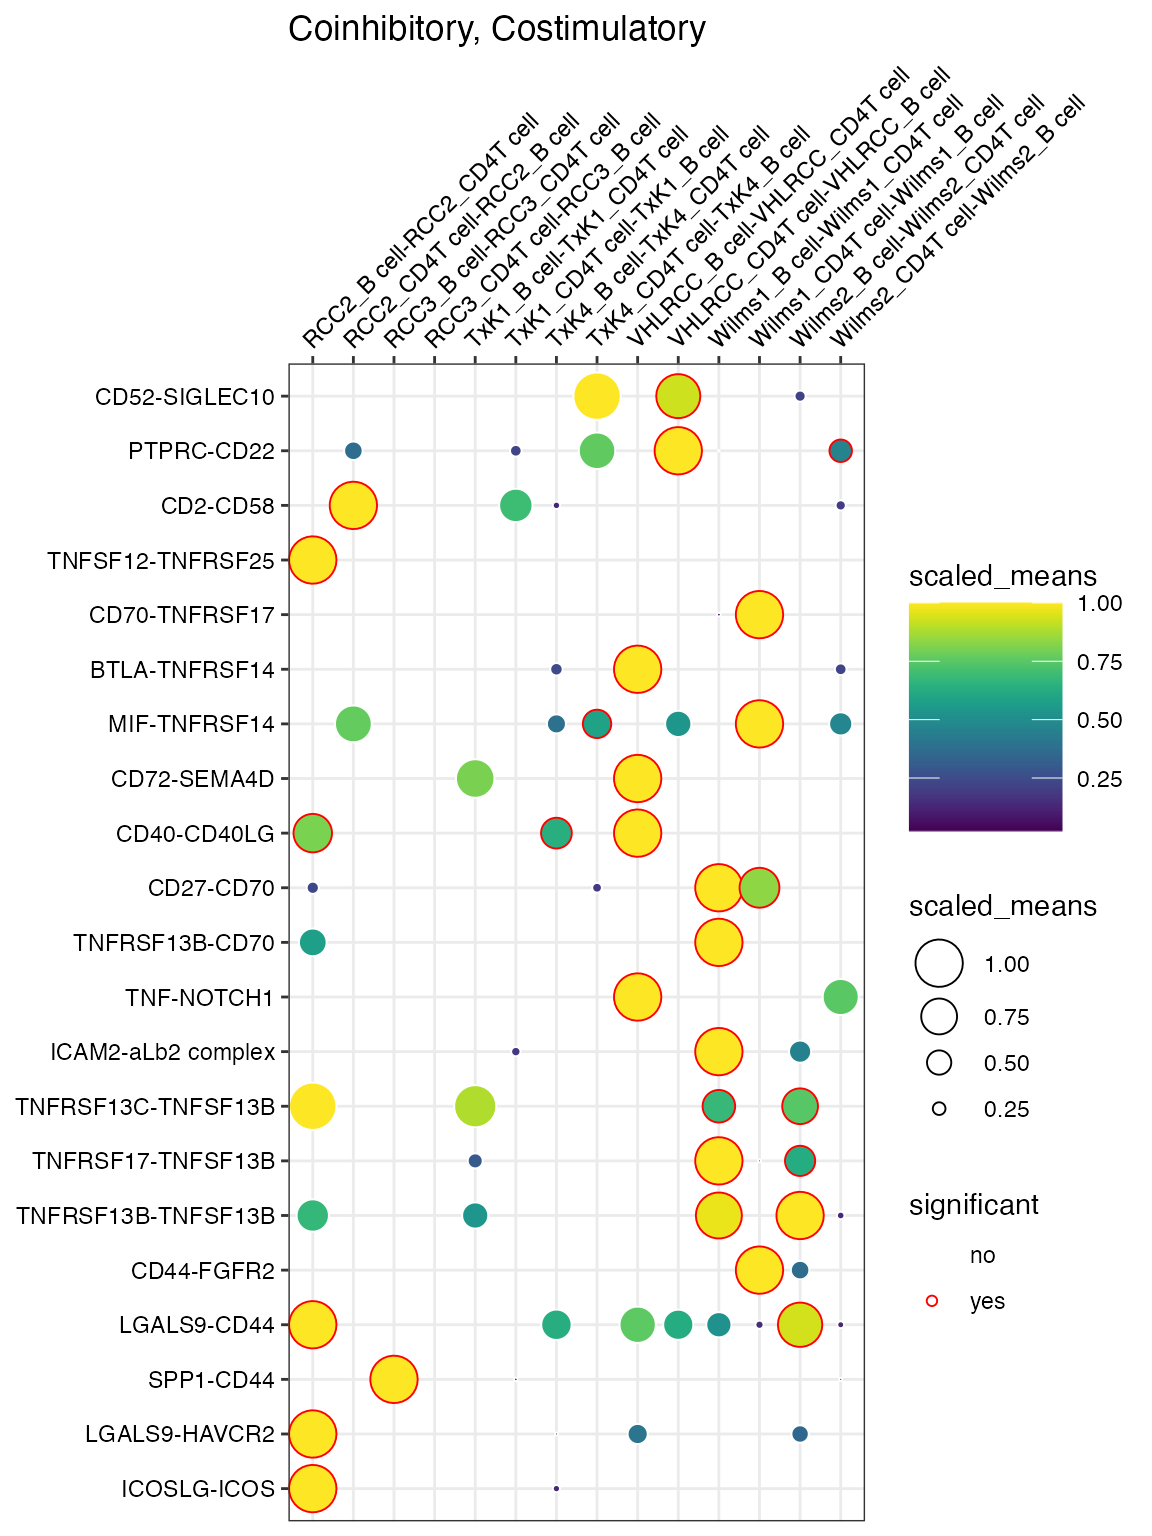 Coinhibitory, Costimulatory
RCC2_B cell-RCC2_CD4T cell
RCC2_CD4T cell-RCC2_B cell
RCC3_B cell-RCC3_CD4T cell
RCC3_CD4T cell-RCC3_B cell
TxK1_B cell-TxK1_CD4T cell
TxK1_CD4T cell-TxK1_B cell
TxK4_B cell-TxK4_CD4T cell
TxK4_CD4T cell-TxK4_B cell
VHLRCC_B cell-VHLRCC_CD4T cell
VHLRCC_CD4T cell-VHLRCC_B cell
Wilms1_B cell-Wilms1_CD4T cell
Wilms1_CD4T cell-Wilms1_B cell
Wilms2_B cell-Wilms2_CD4T cell
Wilms2_CD4T cell-Wilms2_B cell
CD52-SIGLEC10
PTPRC-CD22
CD2-CD58
TNFSF12-TNFRSF25
CD70-TNFRSF17
BTLA-TNFRSF14
MIF-TNFRSF14
CD72-SEMA4D
CD40-CD40LG
CD27-CD70
TNFRSF13B-CD70
TNF-NOTCH1
ICAM2-aLb2 complex
TNFRSF13C-TNFSF13B
TNFRSF17-TNFSF13B
TNFRSF13B-TNFSF13B
CD44-FGFR2
LGALS9-CD44
SPP1-CD44
LGALS9-HAVCR2
ICOSLG-ICOS
scaled_means
1.00
0.75
0.50
0.25
scaled_means
1.00
0.75
0.50
0.25
significant
no
yes